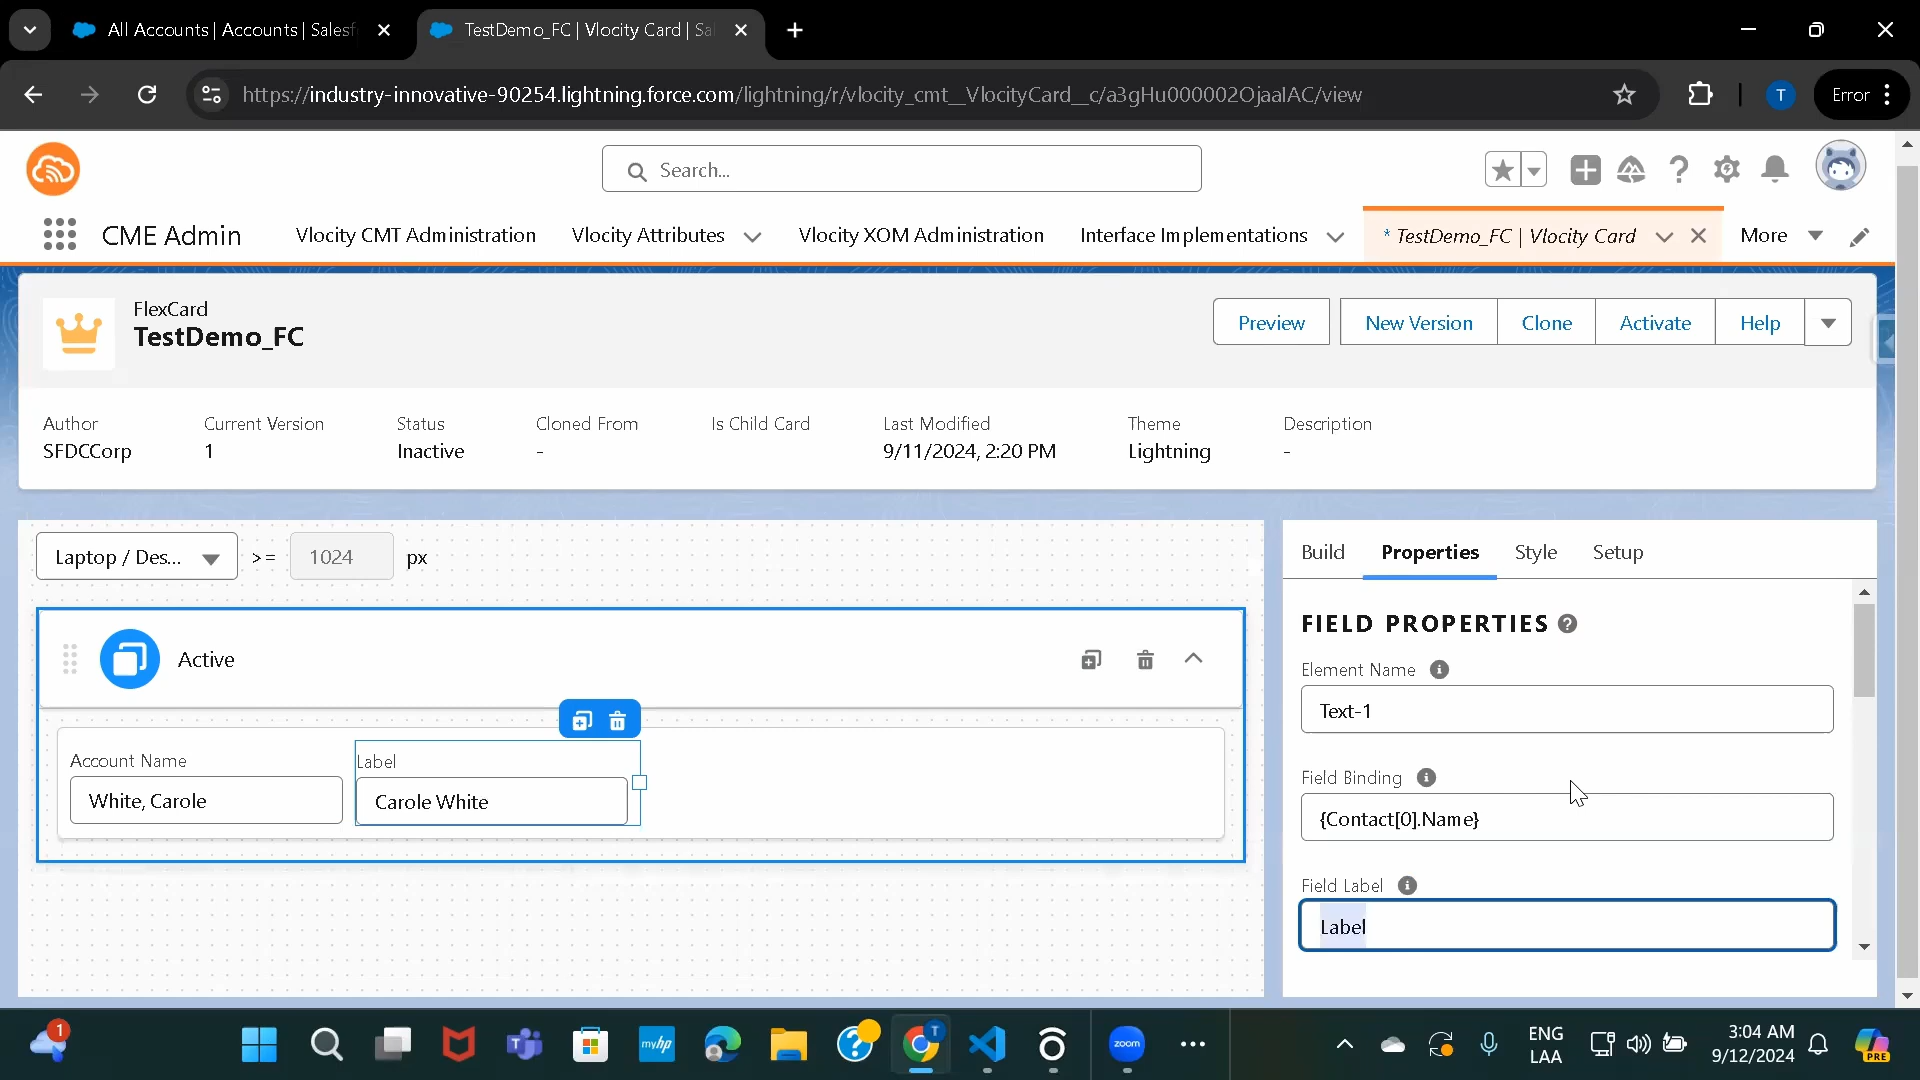 All Accounts | Accounts | Salesf
TestDemo_FC | Vlocity Card | Sa
https://industry-innovative-90254.lightning.force.com/lightning/r/vlocity_cmt__VlocityCard__c/a3gHu000002OjaaIAC/view
T
Error
Search...
CME Admin
Vlocity CMT Administration
Vlocity Attributes
Vlocity XOM Administration
Interface Implementations
* TestDemo_FC | Vlocity Card
More
FlexCard
TestDemo_FC
Preview
New Version
Clone
Activate
Help
Author
SFDCCorp
Current Version
1
Status
Inactive
Cloned From
-
Is Child Card
Last Modified
9/11/2024, 2:20 PM
Theme
Lightning
Description
-
Laptop / Des... >= 1024 px
Build
Properties
Style
Setup
Active
Account Name
White, Carole
Label
Carole White
FIELD PROPERTIES
Element Name
Text-1
Field Binding
{Contact[0].Name}
Field Label
Label
1
myhp
T
zoom
ENG
LAA
3:04 AM
9/12/2024
PRE